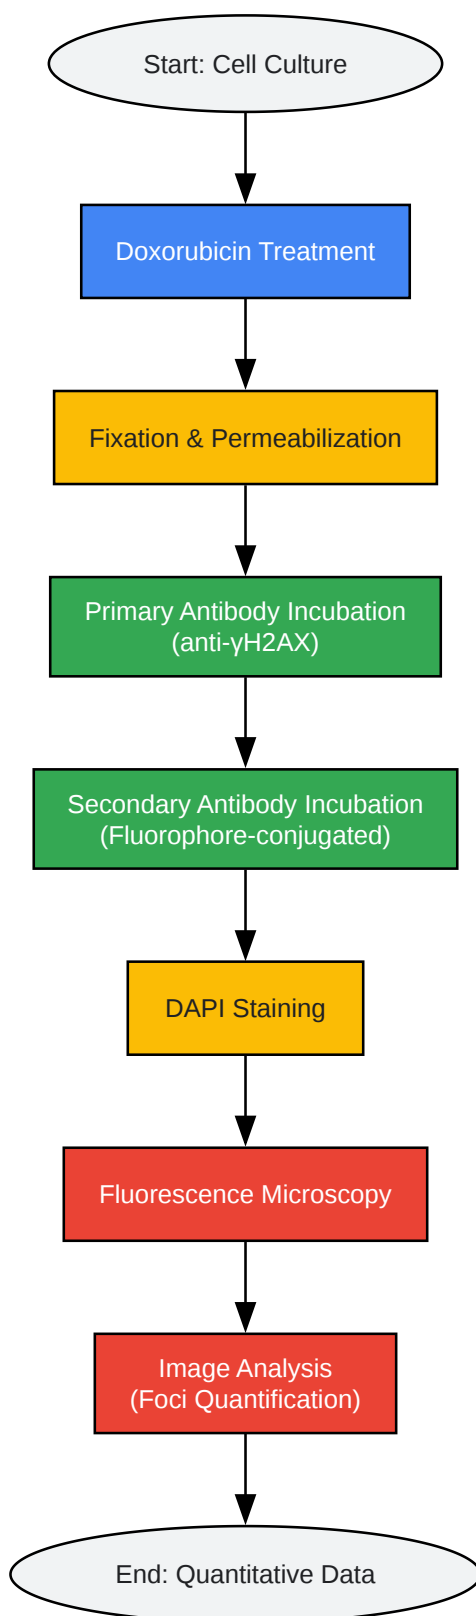 Start: Cell Culture
Doxorubicin Treatment
Fixation & Permeabilization
Primary Antibody Incubation
(anti-γH2AX)
Secondary Antibody Incubation
(Fluorophore-conjugated)
DAPI Staining
Fluorescence Microscopy
Image Analysis
(Foci Quantification)
End: Quantitative Data